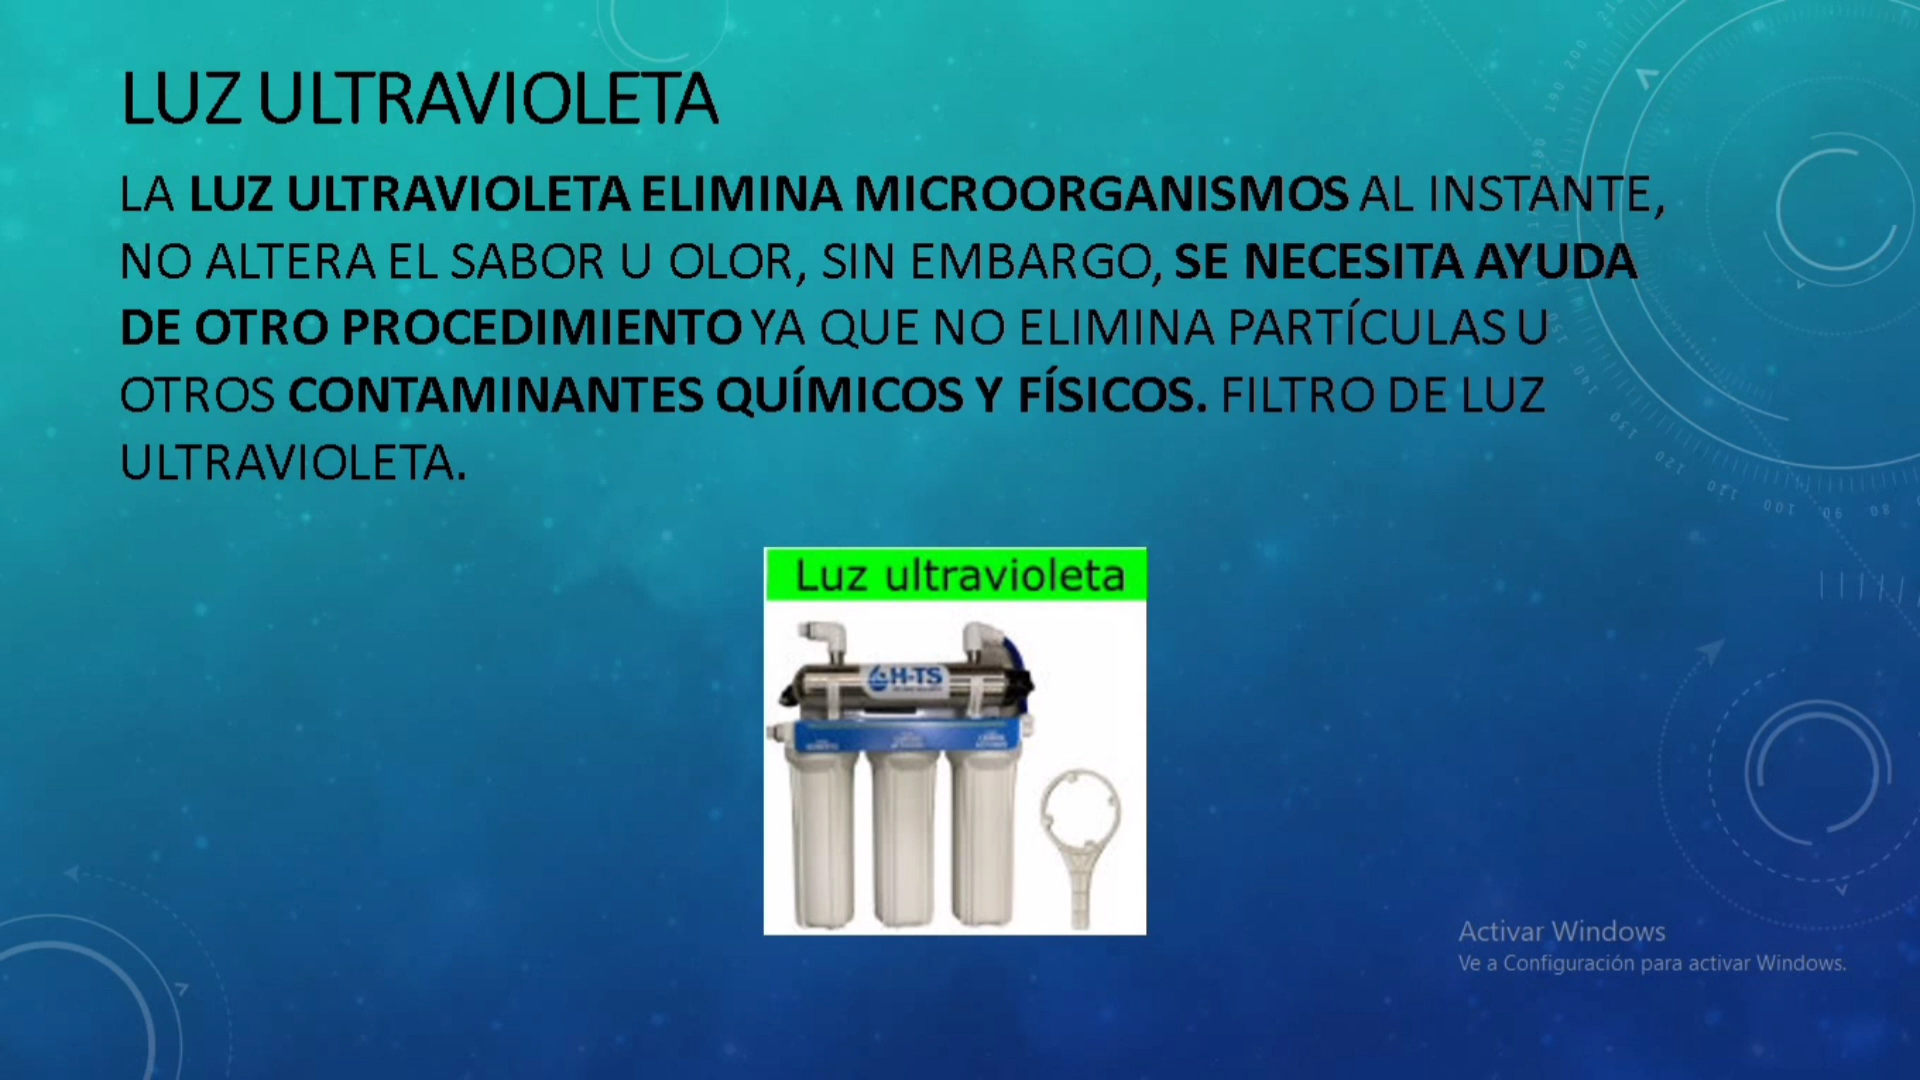 LUZ ULTRAVIOLETA
LA LUZ ULTRAVIOLETA ELIMINA MICROORGANISMOS AL INSTANTE,
NO ALTERA EL SABOR U OLOR, SIN EMBARGO, SE NECESITA AYUDA
DE OTRO PROCEDIMIENTO YA QUE NO ELIMINA PARTÍCULAS U
OTROS CONTAMINANTES QUÍMICOS Y FÍSICOS. FILTRO DE LUZ
ULTRAVIOLETA.
Luz ultravioleta
H-TS
Activar Windows
Ve a Configuración para activar Windows.